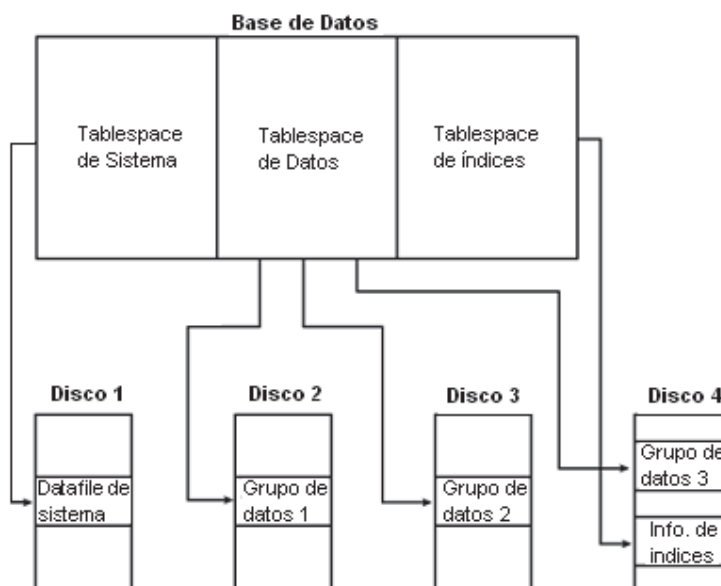 Base de Datos
Tablespace
de Sistema
Tablespace
de Datos
Tablespace
de índices
Disco 1
Disco 2
Disco 3
Disco 4
Datafile de
sistema
Grupo de
datos 1
Grupo de
datos 2
Grupo de
datos 3
Info. de
indices